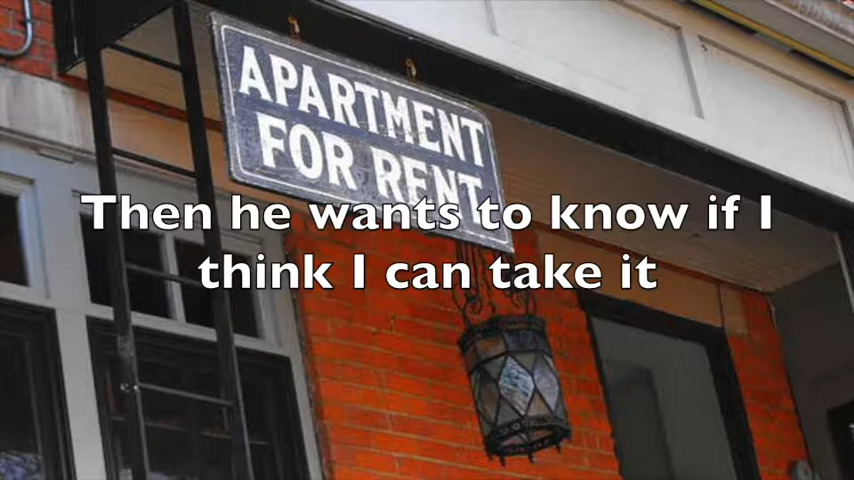 APARTMENT
FOR RENT
Then he wants to know if I
think I can take it